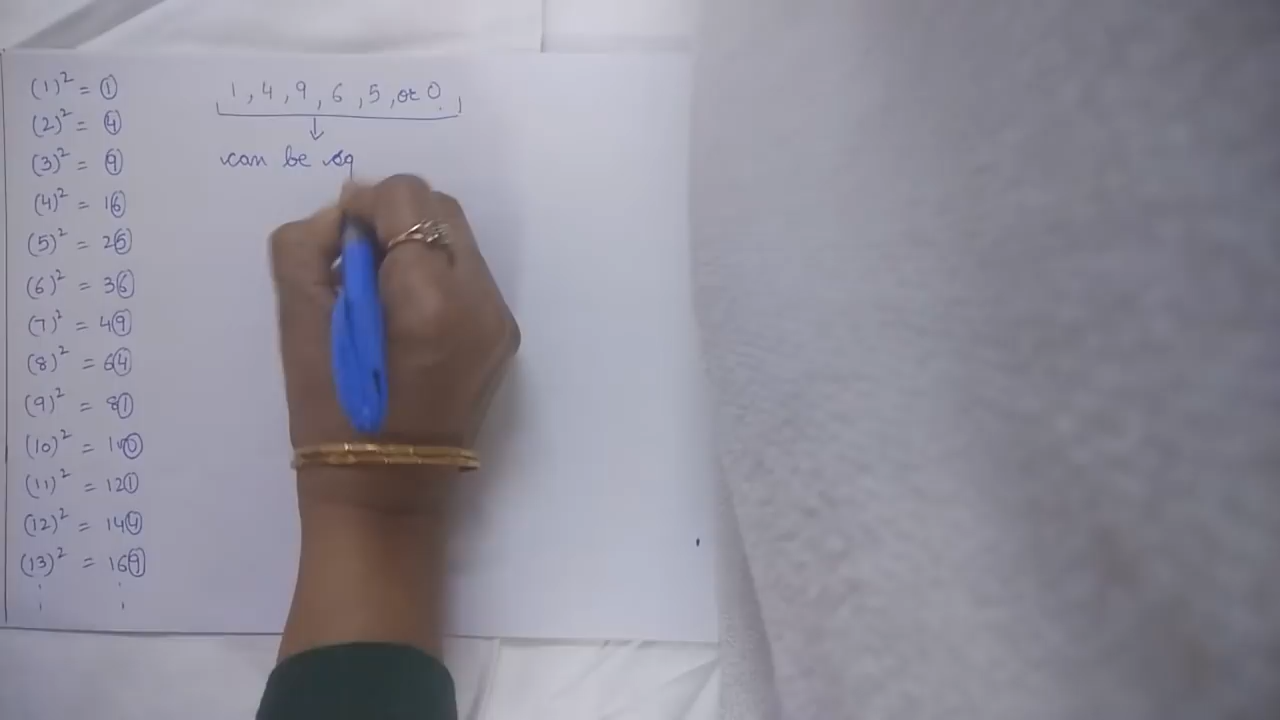 (1)² = 1
(2)² = 4
(3)² = 9
(4)² = 16
(5)² = 25
(6)² = 36
(7)² = 49
(8)² = 64
(9)² = 81
(10)² = 100
(11)² = 121
(12)² = 144
(13)² = 169
1, 4, 9, 6, 5, or 0
can be sq